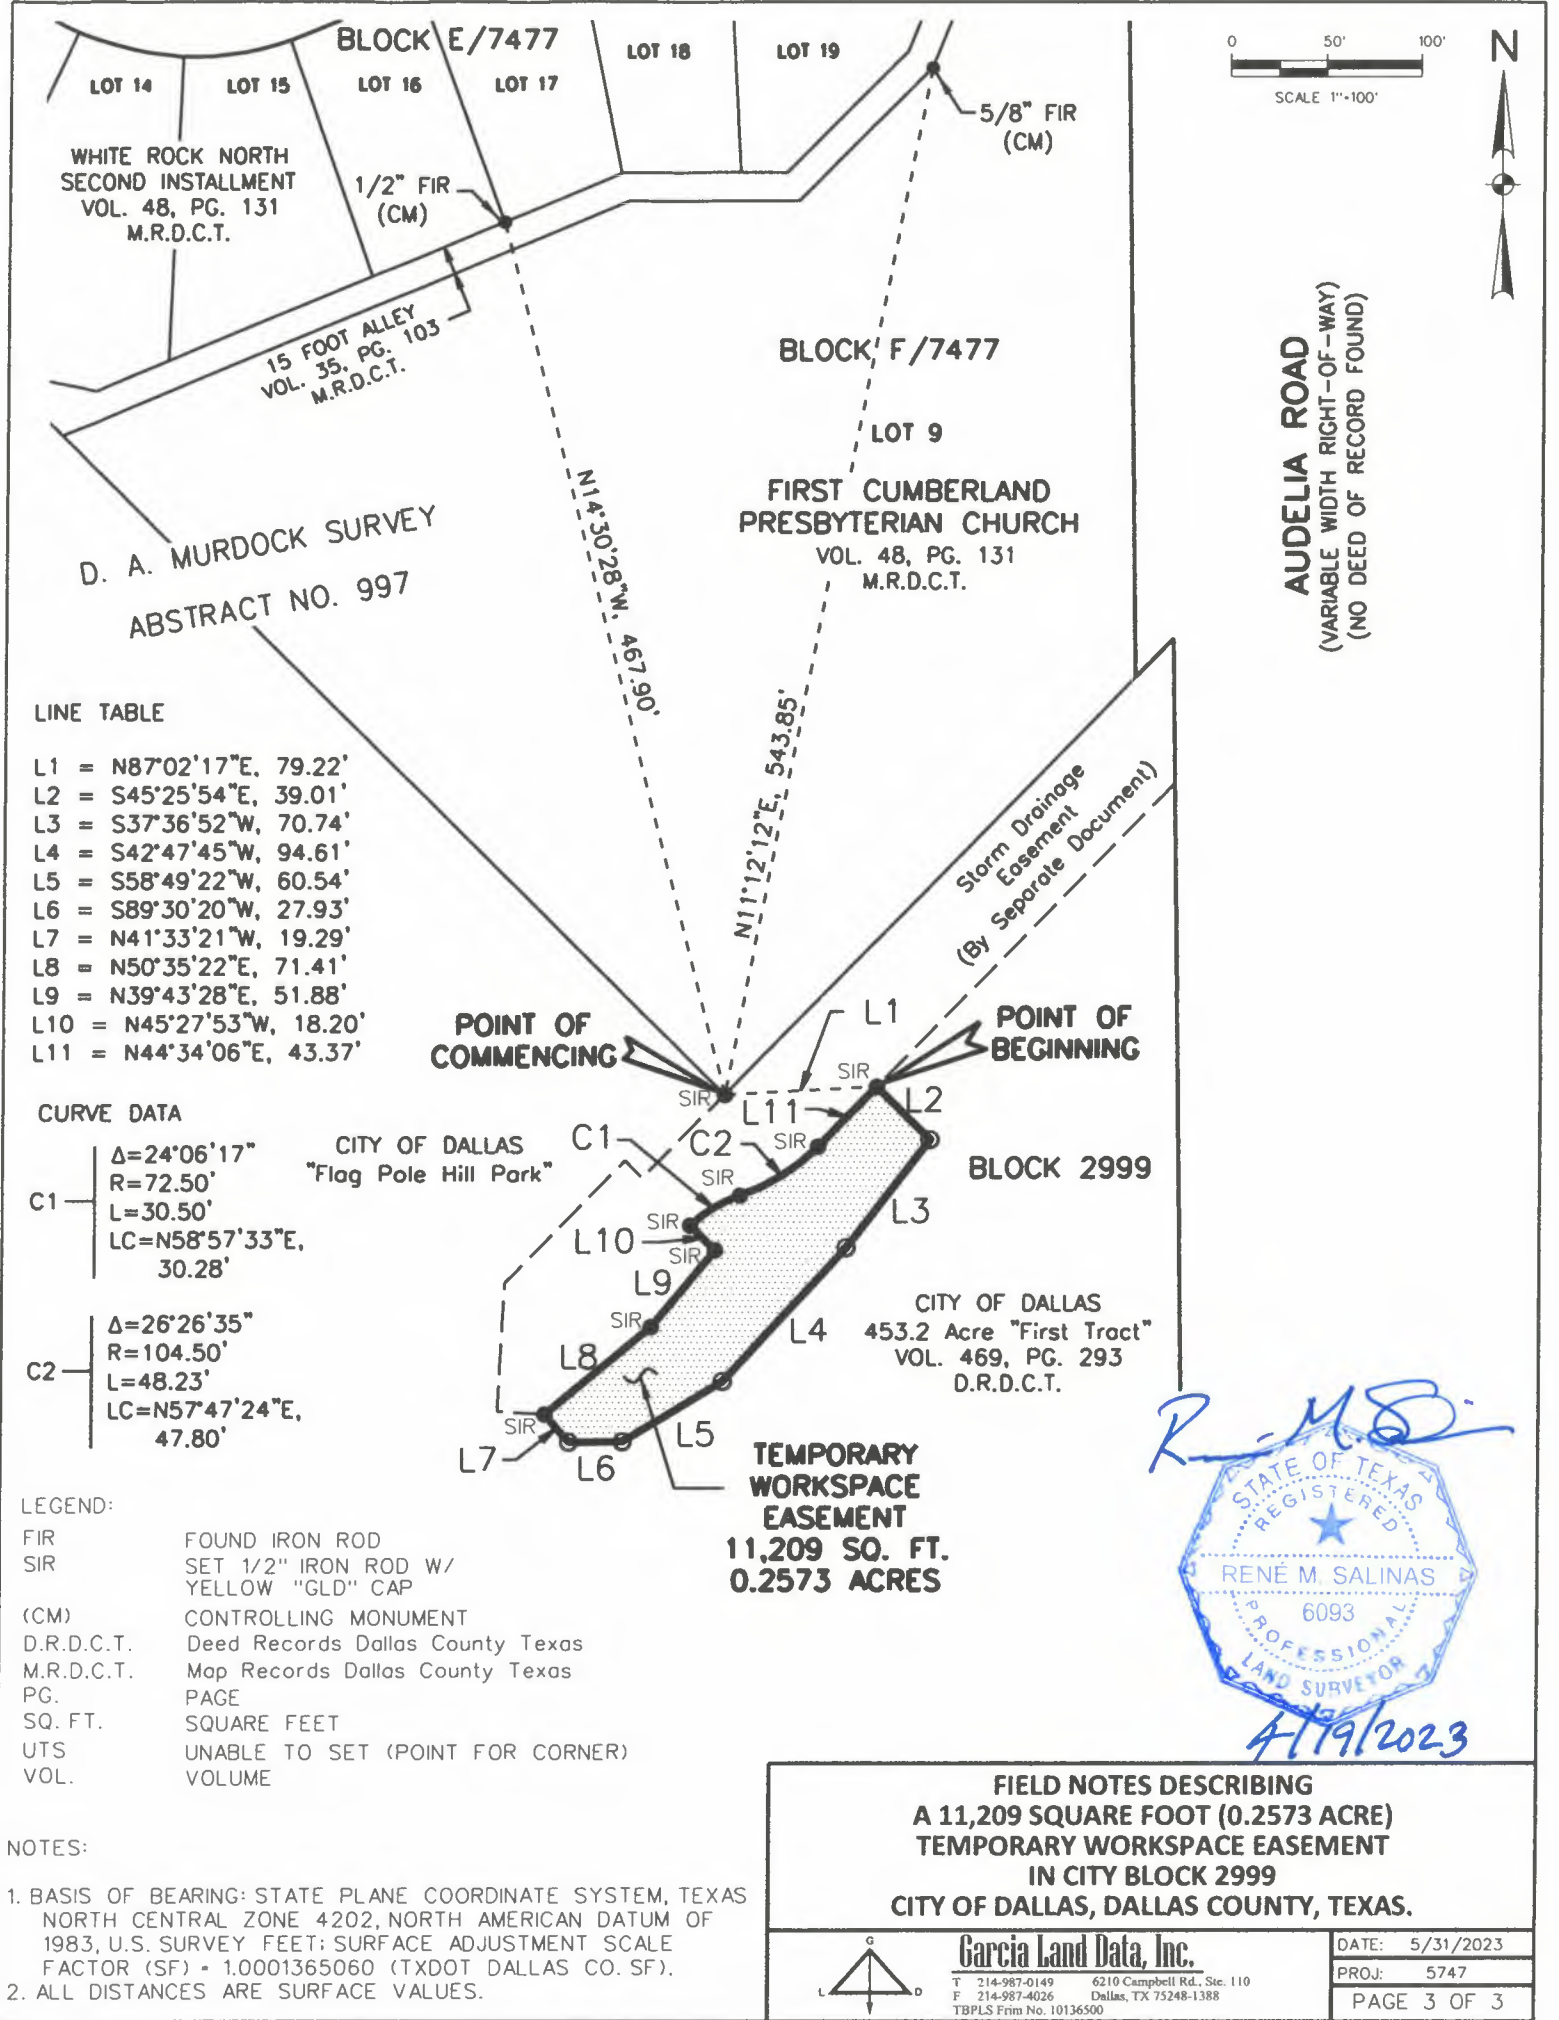 BLOCK E/7477
LOT 14
LOT 15
LOT 16
LOT 17
LOT 18
LOT 19
0 50' 100'
SCALE 1"=100'
N
5/8" FIR
(CM)
WHITE ROCK NORTH
SECOND INSTALLMENT
VOL. 48, PG. 131
M.R.D.C.T.
1/2" FIR
(CM)
15 FOOT ALLEY
VOL. 35, PG. 103
M.R.D.C.T.
BLOCK F/7477
LOT 9
FIRST CUMBERLAND
PRESBYTERIAN CHURCH
VOL. 48, PG. 131
M.R.D.C.T.
AUDELIA ROAD
(VARIABLE WIDTH RIGHT-OF-WAY)
(NO DEED OF RECORD FOUND)
D. A. MURDOCK SURVEY
ABSTRACT NO. 997
N14°30'28"W, 467.90'
N11°12'12"E, 543.85'
Storm Drainage
Easement
(By Separate Document)
LINE TABLE
L1 = N87°02'17"E, 79.22'
L2 = S45°25'54"E, 39.01'
L3 = S37°36'52"W, 70.74'
L4 = S42°47'45"W, 94.61'
L5 = S58°49'22"W, 60.54'
L6 = S89°30'20"W, 27.93'
L7 = N41°33'21"W, 19.29'
L8 = N50°35'22"E, 71.41'
L9 = N39°43'28"E, 51.88'
L10 = N45°27'53"W, 18.20'
L11 = N44°34'06"E, 43.37'
POINT OF
COMMENCING
L1
POINT OF
BEGINNING
SIR
SIR
L11
L2
CURVE DATA
C1
Δ=24°06'17"
R=72.50'
L=30.50'
LC=N58°57'33"E,
30.28'
C2
Δ=26°26'35"
R=104.50'
L=48.23'
LC=N57°47'24"E,
47.80'
CITY OF DALLAS
"Flag Pole Hill Park"
C1
C2
SIR
SIR
BLOCK 2999
L3
SIR
L10
SIR
L9
SIR
L4
CITY OF DALLAS
453.2 Acre "First Tract"
VOL. 469, PG. 293
D.R.D.C.T.
L8
SIR
L7
L6
L5
TEMPORARY
WORKSPACE
EASEMENT
11,209 SQ. FT.
0.2573 ACRES
STATE OF TEXAS
REGISTERED
RENÉ M. SALINAS
6093
PROFESSIONAL
LAND SURVEYOR
4/19/2023
LEGEND:
FIR FOUND IRON ROD
SIR SET 1/2" IRON ROD W/
YELLOW "GLD" CAP
(CM) CONTROLLING MONUMENT
D.R.D.C.T. Deed Records Dallas County Texas
M.R.D.C.T. Map Records Dallas County Texas
PG. PAGE
SQ. FT. SQUARE FEET
UTS UNABLE TO SET (POINT FOR CORNER)
VOL. VOLUME
NOTES:
1. BASIS OF BEARING: STATE PLANE COORDINATE SYSTEM, TEXAS
NORTH CENTRAL ZONE 4202, NORTH AMERICAN DATUM OF
1983, U.S. SURVEY FEET; SURFACE ADJUSTMENT SCALE
FACTOR (SF) = 1.0001365060 (TXDOT DALLAS CO. SF).
2. ALL DISTANCES ARE SURFACE VALUES.
FIELD NOTES DESCRIBING
A 11,209 SQUARE FOOT (0.2573 ACRE)
TEMPORARY WORKSPACE EASEMENT
IN CITY BLOCK 2999
CITY OF DALLAS, DALLAS COUNTY, TEXAS.
G
L D
Garcia Land Data, Inc.
T 214-987-0149 6210 Campbell Rd., Ste. 110
F 214-987-4026 Dallas, TX 75248-1388
TBPLS Frim No. 10136500
DATE: 5/31/2023
PROJ: 5747
PAGE 3 OF 3